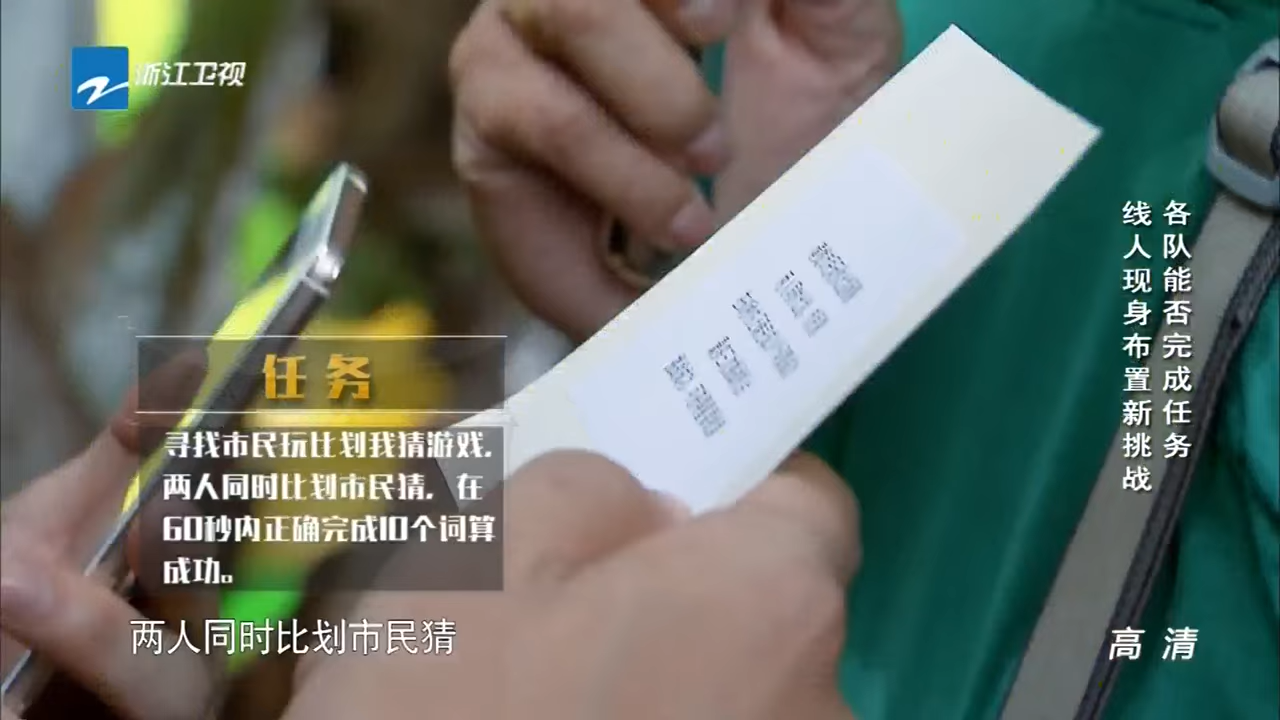 浙江卫视
各队能否完成任务
线人现身布置新挑战
任务
寻找市民玩比划我猜游戏,
两人同时比划市民猜, 在
60秒内正确完成10个词算
成功。
两人同时比划市民猜
高清